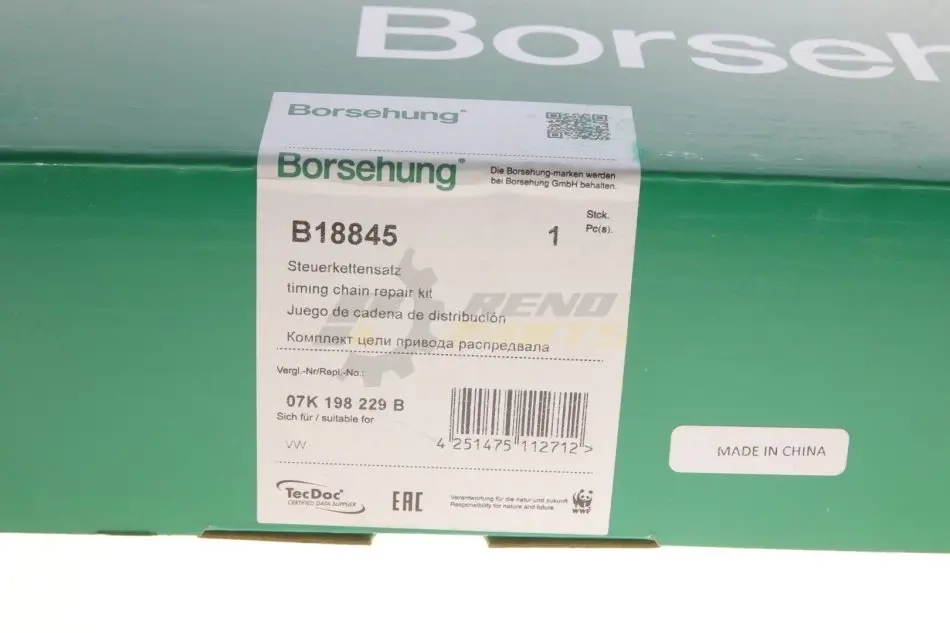 Borseh
Borsehung®
Borsehung®
Die Borsehung-marken werden
bei Borsehung GmbH behalten.
B18845
1
Stck.
Pc(s).
Steuerkettensatz
timing chain repair kit
Juego de cadena de distribución
Комплект цепи привода распредвала
RENO
PARTS
Vergl.-Nr/Repl.-No.:
07K 198 229 B
Sich für / suitable for
VW
4 251475 112712 >
TecDoc®
CERTIFIED DATA SUPPLIER
EAC
Verantwortung für die natur und zukunft.
Responsibility for nature and future.
WWF
MADE IN CHINA